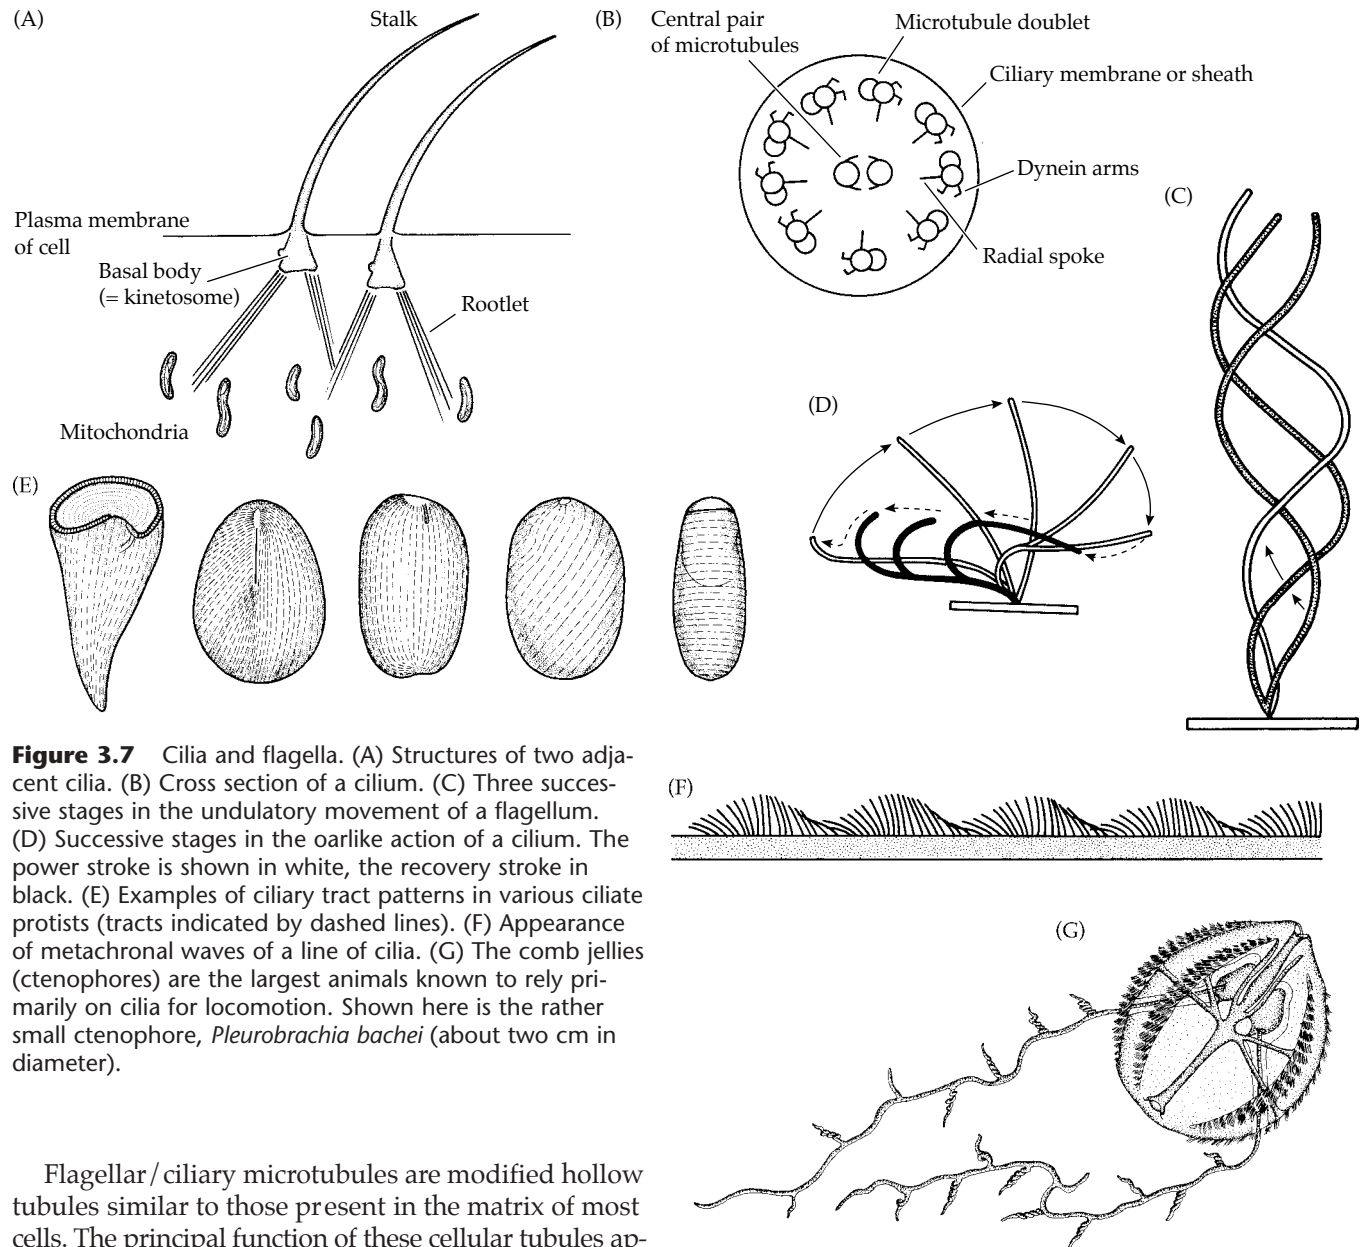 (A)
Stalk
Plasma membrane
of cell
Basal body
(= kinetosome)
Rootlet
Mitochondria
(B)
Central pair
of microtubules
Microtubule doublet
Ciliary membrane or sheath
Dynein arms
Radial spoke
(C)
(D)
(E)
Figure 3.7 Cilia and flagella. (A) Structures of two adja-
cent cilia. (B) Cross section of a cilium. (C) Three succes-
sive stages in the undulatory movement of a flagellum.
(D) Successive stages in the oarlike action of a cilium. The
power stroke is shown in white, the recovery stroke in
black. (E) Examples of ciliary tract patterns in various ciliate
protists (tracts indicated by dashed lines). (F) Appearance
of metachronal waves of a line of cilia. (G) The comb jellies
(ctenophores) are the largest animals known to rely pri-
marily on cilia for locomotion. Shown here is the rather
small ctenophore, Pleurobrachia bachei (about two cm in
diameter).
(F)
(G)
Flagellar/ciliary microtubules are modified hollow
tubules similar to those present in the matrix of most
cells. The principal function of these cellular tubules ap-